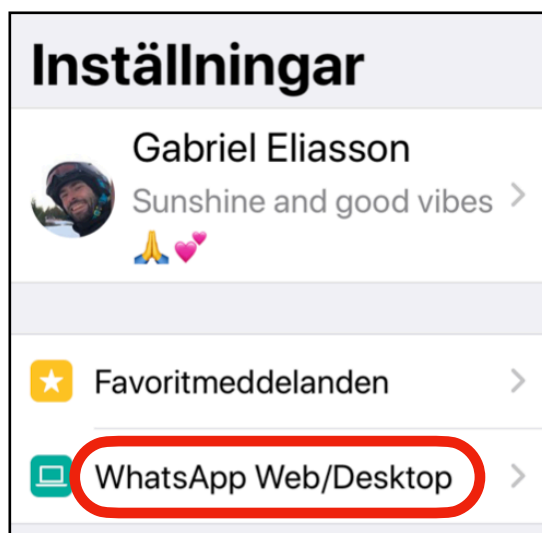 Inställningar
Gabriel Eliasson
Sunshine and good vibes
🙏💕
Favoritmeddelanden
WhatsApp Web/Desktop